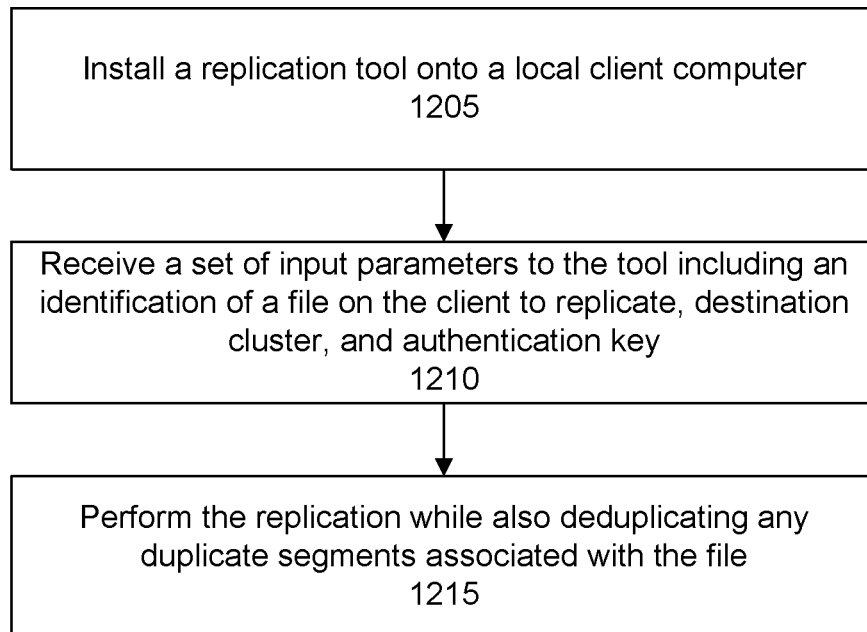 Install a replication tool onto a local client computer
1205
Receive a set of input parameters to the tool including an
identification of a file on the client to replicate, destination
cluster, and authentication key
1210
Perform the replication while also deduplicating any
duplicate segments associated with the file
1215